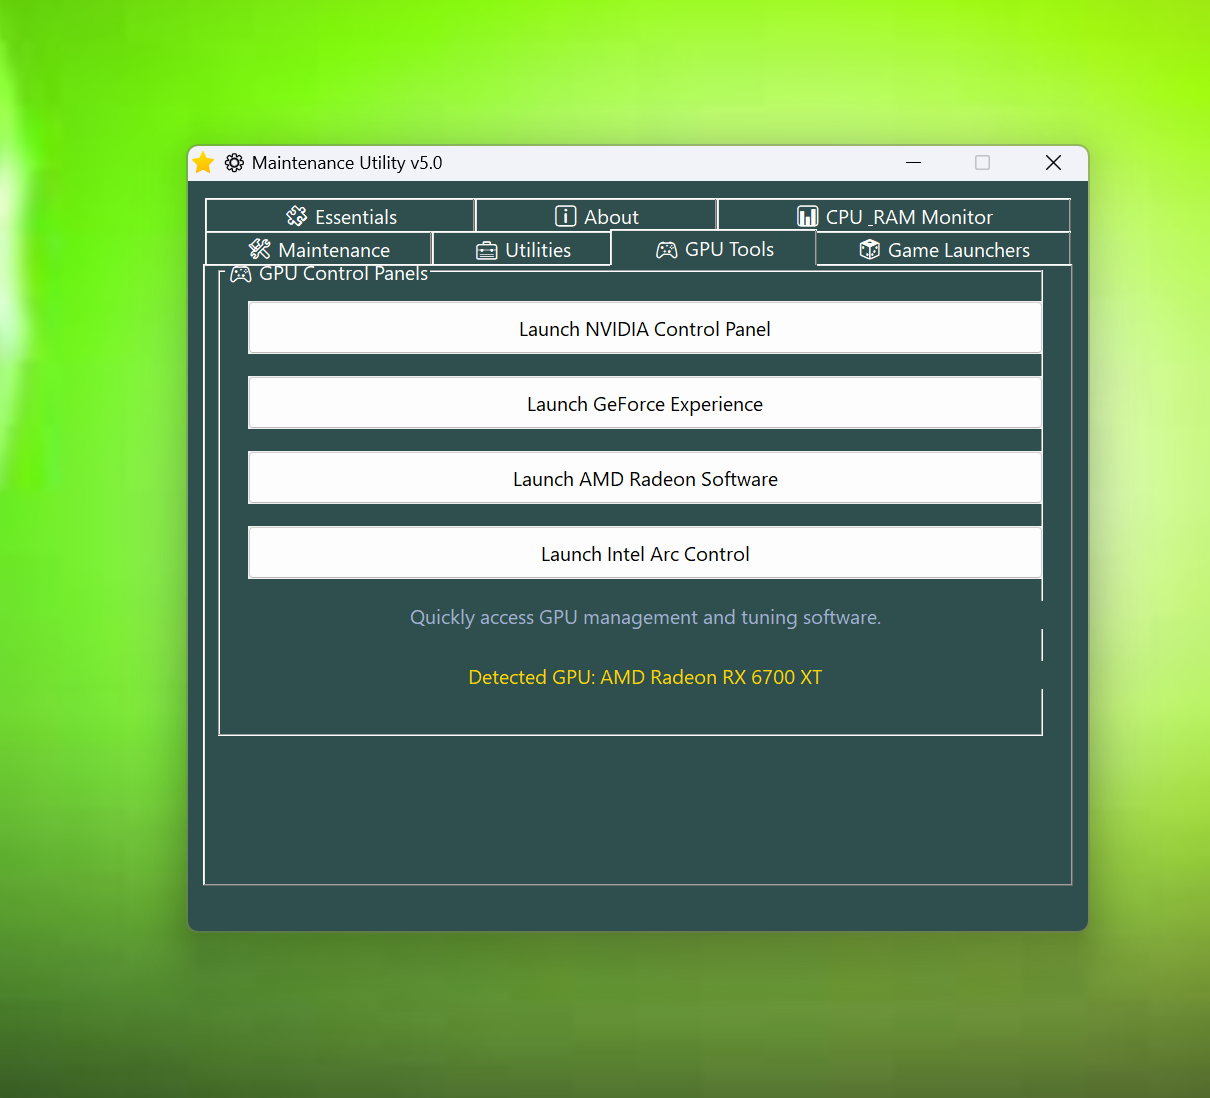 Maintenance Utility v5.0
Essentials
About
CPU _RAM Monitor
Maintenance
Utilities
GPU Tools
Game Launchers
GPU Control Panels
Launch NVIDIA Control Panel
Launch GeForce Experience
Launch AMD Radeon Software
Launch Intel Arc Control
Quickly access GPU management and tuning software.
Detected GPU: AMD Radeon RX 6700 XT